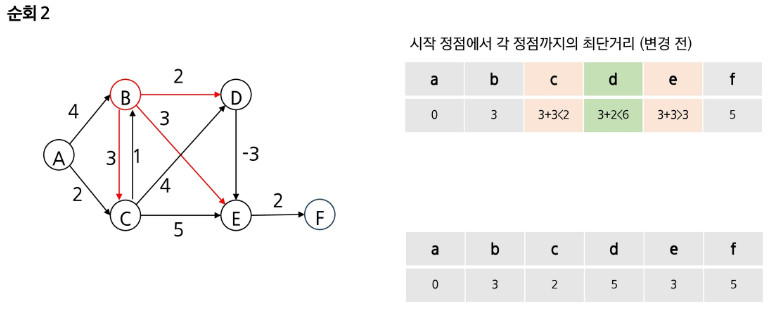 순회 2
시작 정점에서 각 정점까지의 최단거리 (변경 전)
a b c d e f
0 3 3+3<2 3+2<6 3+3>3 5
B 2 D
4 3
A 3 1 -3
2 4
C 5 E 2 F
a b c d e f
0 3 2 5 3 5